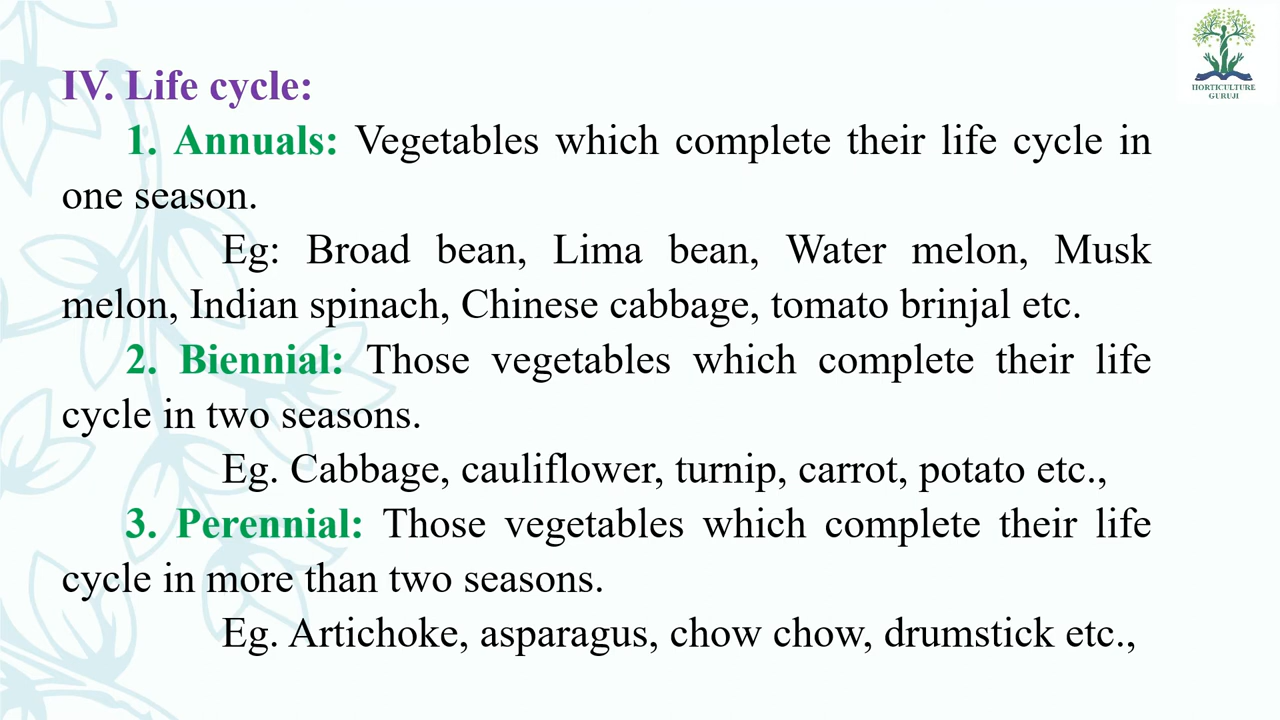 HORTICULTURE
GURUJI
IV. Life cycle:
1. Annuals: Vegetables which complete their life cycle in
one season.
Eg: Broad bean, Lima bean, Water melon, Musk
melon, Indian spinach, Chinese cabbage, tomato brinjal etc.
2. Biennial: Those vegetables which complete their life
cycle in two seasons.
Eg. Cabbage, cauliflower, turnip, carrot, potato etc.,
3. Perennial: Those vegetables which complete their life
cycle in more than two seasons.
Eg. Artichoke, asparagus, chow chow, drumstick etc.,